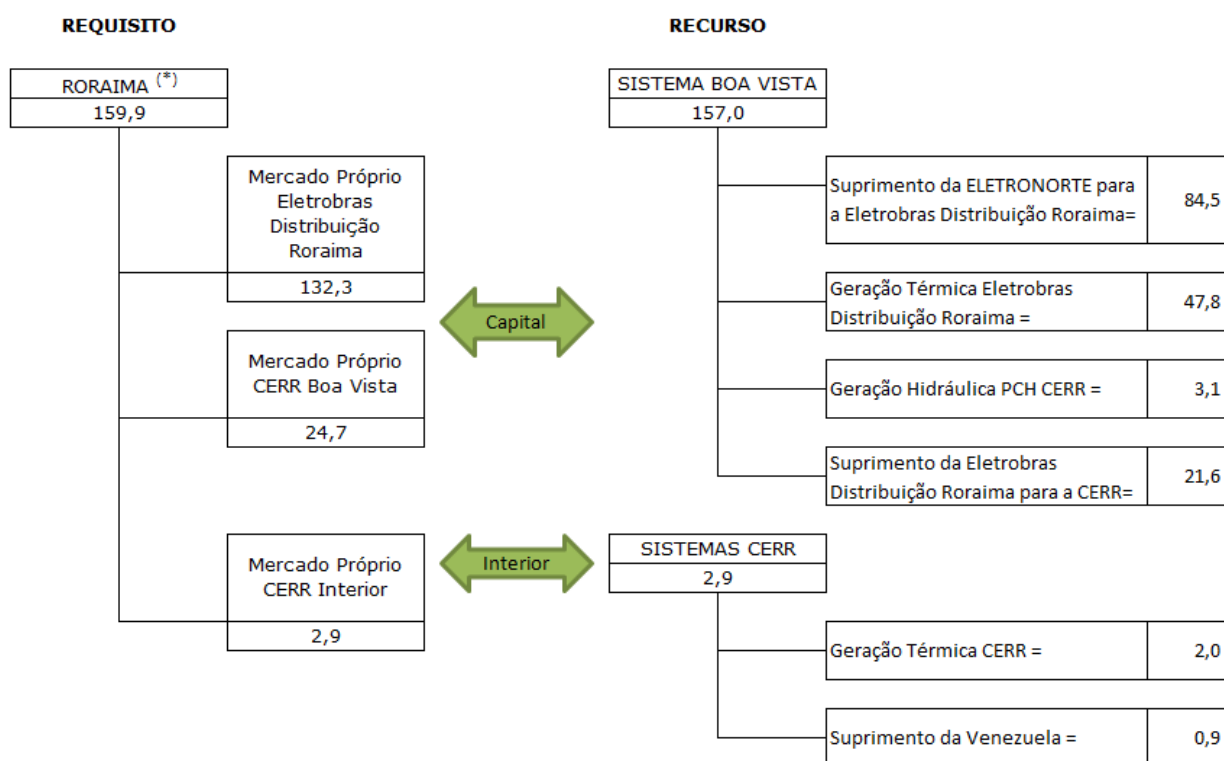 REQUISITO
RECURSO
RORAIMA (*)
159,9
Mercado Próprio
Eletrobras
Distribuição
Roraima
132,3
Mercado Próprio
CERR Boa Vista
24,7
Mercado Próprio
CERR Interior
2,9
Capital
Interior
SISTEMA BOA VISTA
157,0
Suprimento da ELETRONORTE para
a Eletrobras Distribuição Roraima=
84,5
Geração Térmica Eletrobras
Distribuição Roraima =
47,8
Geração Hidráulica PCH CERR =
3,1
Suprimento da Eletrobras
Distribuição Roraima para a CERR=
21,6
SISTEMAS CERR
2,9
Geração Térmica CERR =
2,0
Suprimento da Venezuela =
0,9